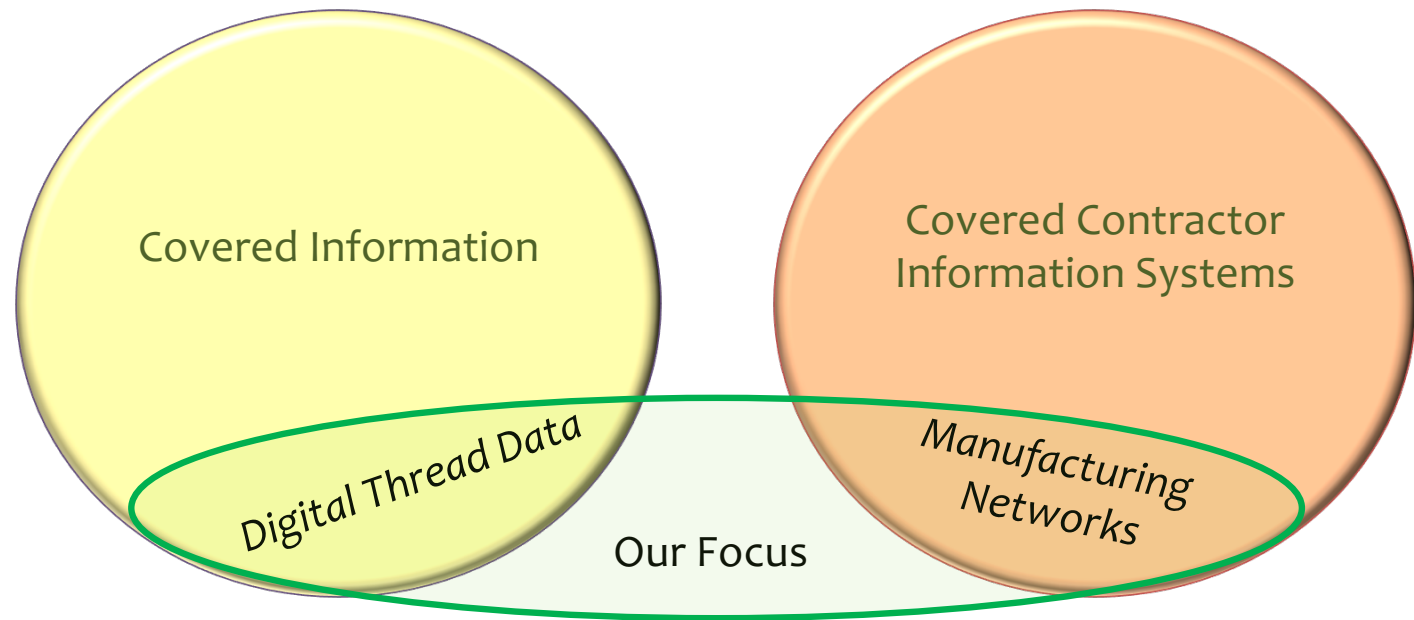 Covered Information
Covered Contractor
Information Systems
Digital Thread Data
Manufacturing
Networks
Our Focus